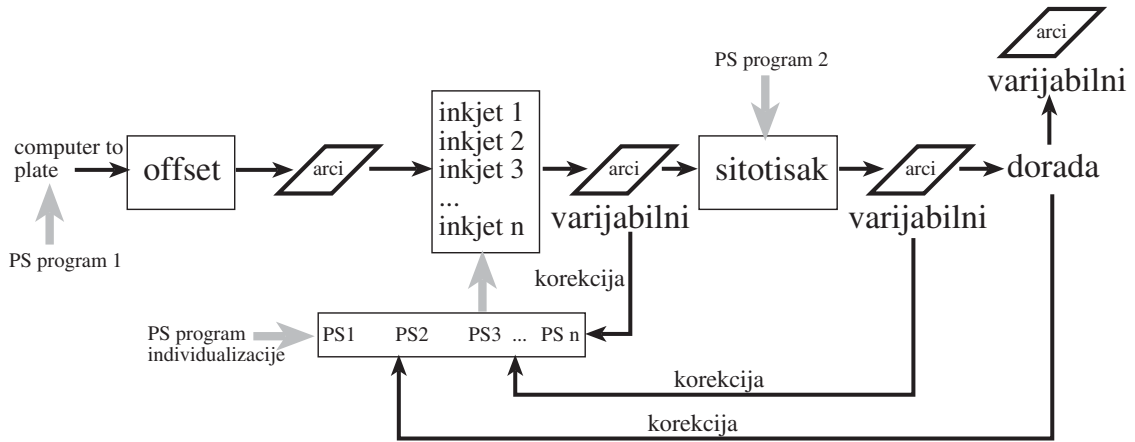 arci
varijabilni
PS program 2
computer to
plate
offset
arci
inkjet 1
inkjet 2
inkjet 3
...
inkjet n
arci
varijabilni
sitotisak
arci
varijabilni
dorada
PS program 1
korekcija
PS program
individualizacije
PS1 PS2 PS3 ... PS n
korekcija
korekcija